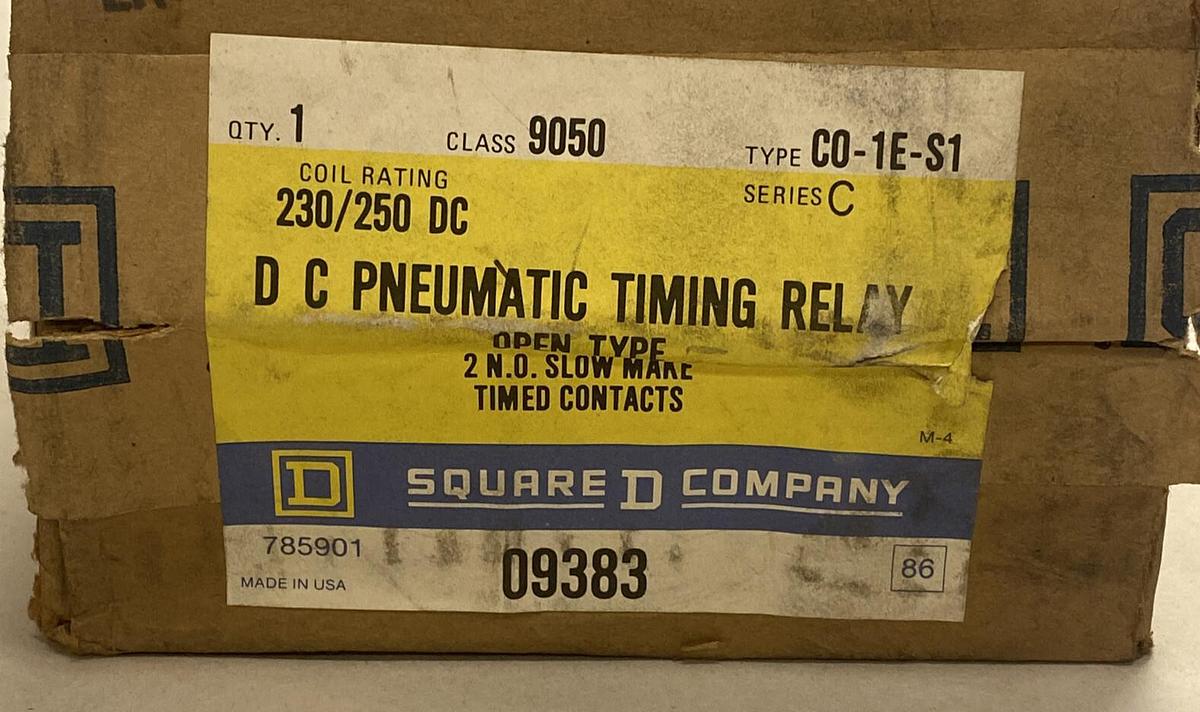 QTY. 1 CLASS 9050 TYPE CO-1E-S1
COIL RATING SERIES C
230/250 DC
D C PNEUMATIC TIMING RELAY
OPEN TYPE
2 N.O. SLOW MAKE
TIMED CONTACTS
M-4
D SQUARE D COMPANY
785901 09383 86
MADE IN USA